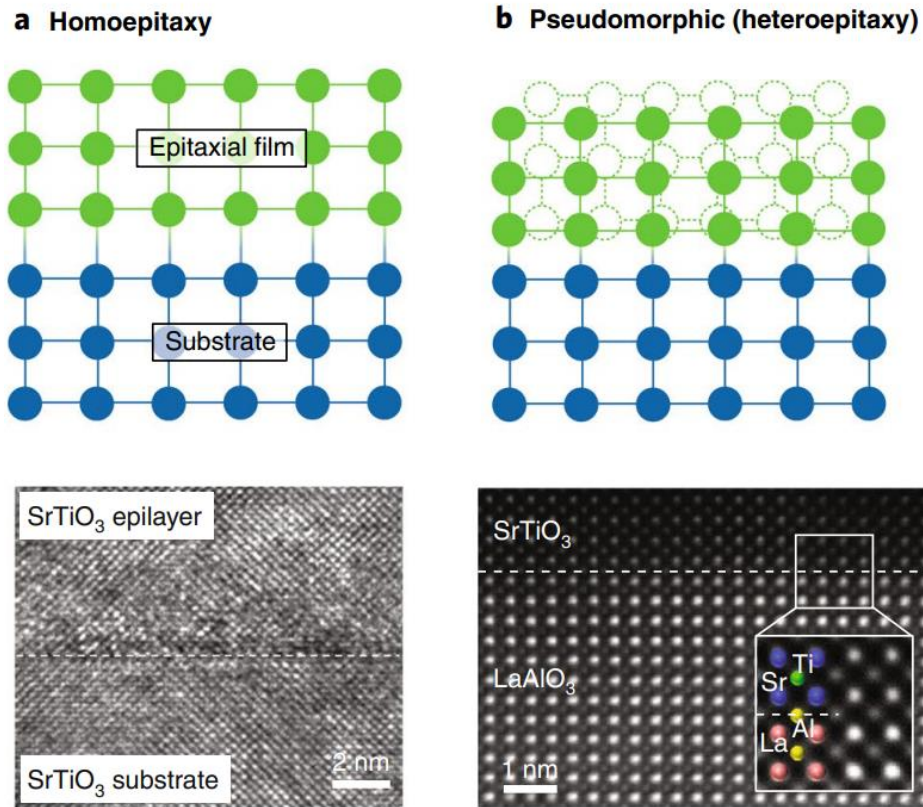 a Homoepitaxy
b Pseudomorphic (heteroepitaxy)
Epitaxial film
Substrate
SrTiO₃ epilayer
SrTiO₃ substrate
2 nm
SrTiO₃
LaAlO₃
1 nm
Ti
Sr
Al
La